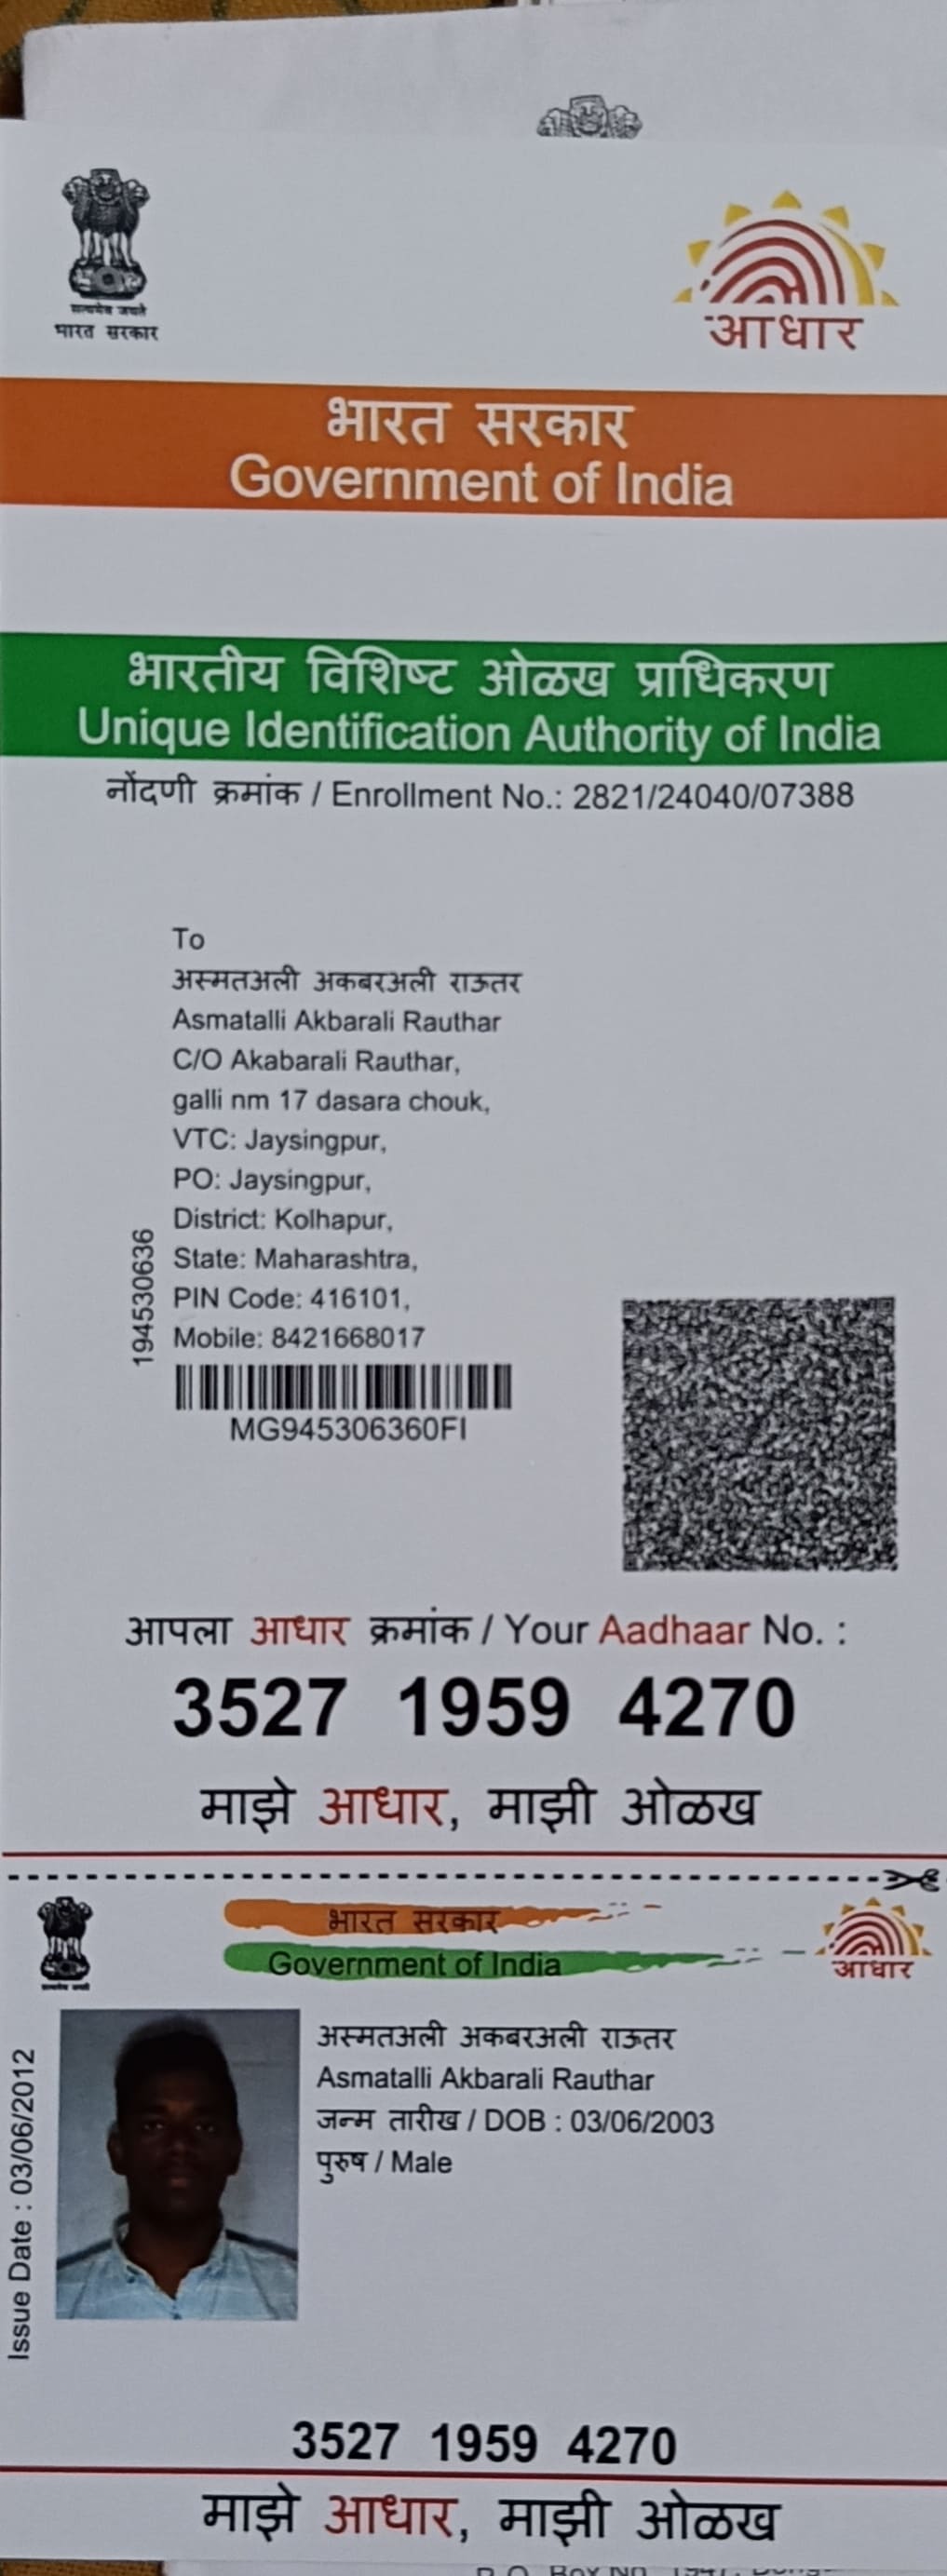 सत्यमेव जयते
भारत सरकार
आधार
भारत सरकार
Government of India
भारतीय विशिष्ट ओळख प्राधिकरण
Unique Identification Authority of India
नोंदणी क्रमांक / Enrollment No.: 2821/24040/07388
To
अस्मतअली अकबरअली राऊतर
Asmatalli Akbarali Rauthar
C/O Akabarali Rauthar,
galli nm 17 dasara chouk,
VTC: Jaysingpur,
PO: Jaysingpur,
District: Kolhapur,
State: Maharashtra,
PIN Code: 416101,
Mobile: 8421668017
194530636
MG945306360FI
आपला आधार क्रमांक / Your Aadhaar No. :
3527 1959 4270
माझे आधार, माझी ओळख
भारत सरकार
Government of India
आधार
अस्मतअली अकबरअली राऊतर
Asmatalli Akbarali Rauthar
जन्म तारीख / DOB : 03/06/2003
पुरुष / Male
Issue Date : 03/06/2012
3527 1959 4270
माझे आधार, माझी ओळख